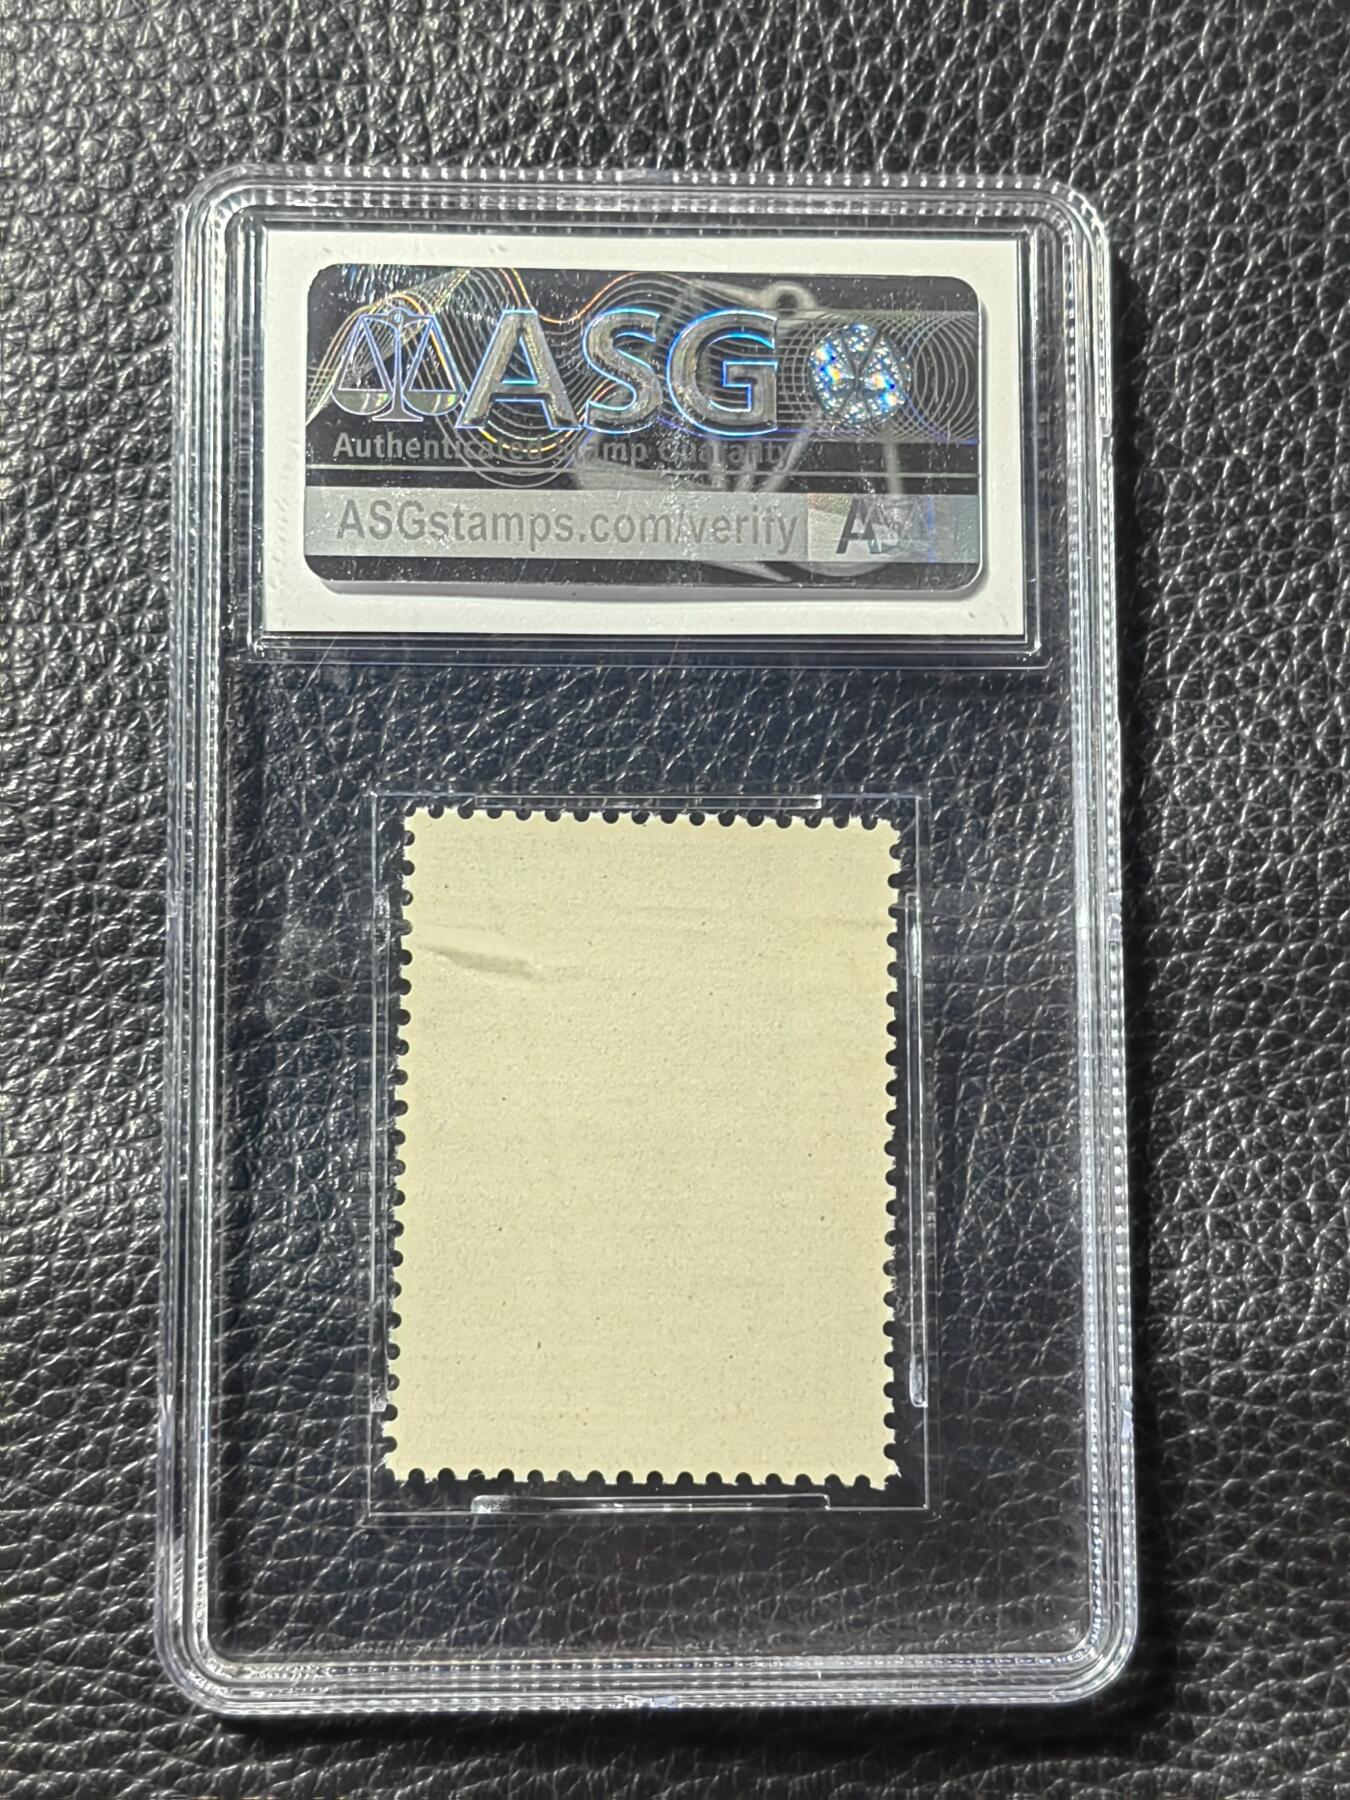 ASG
Authenticated Stamp Guaranty
ASGstamps.com/verify